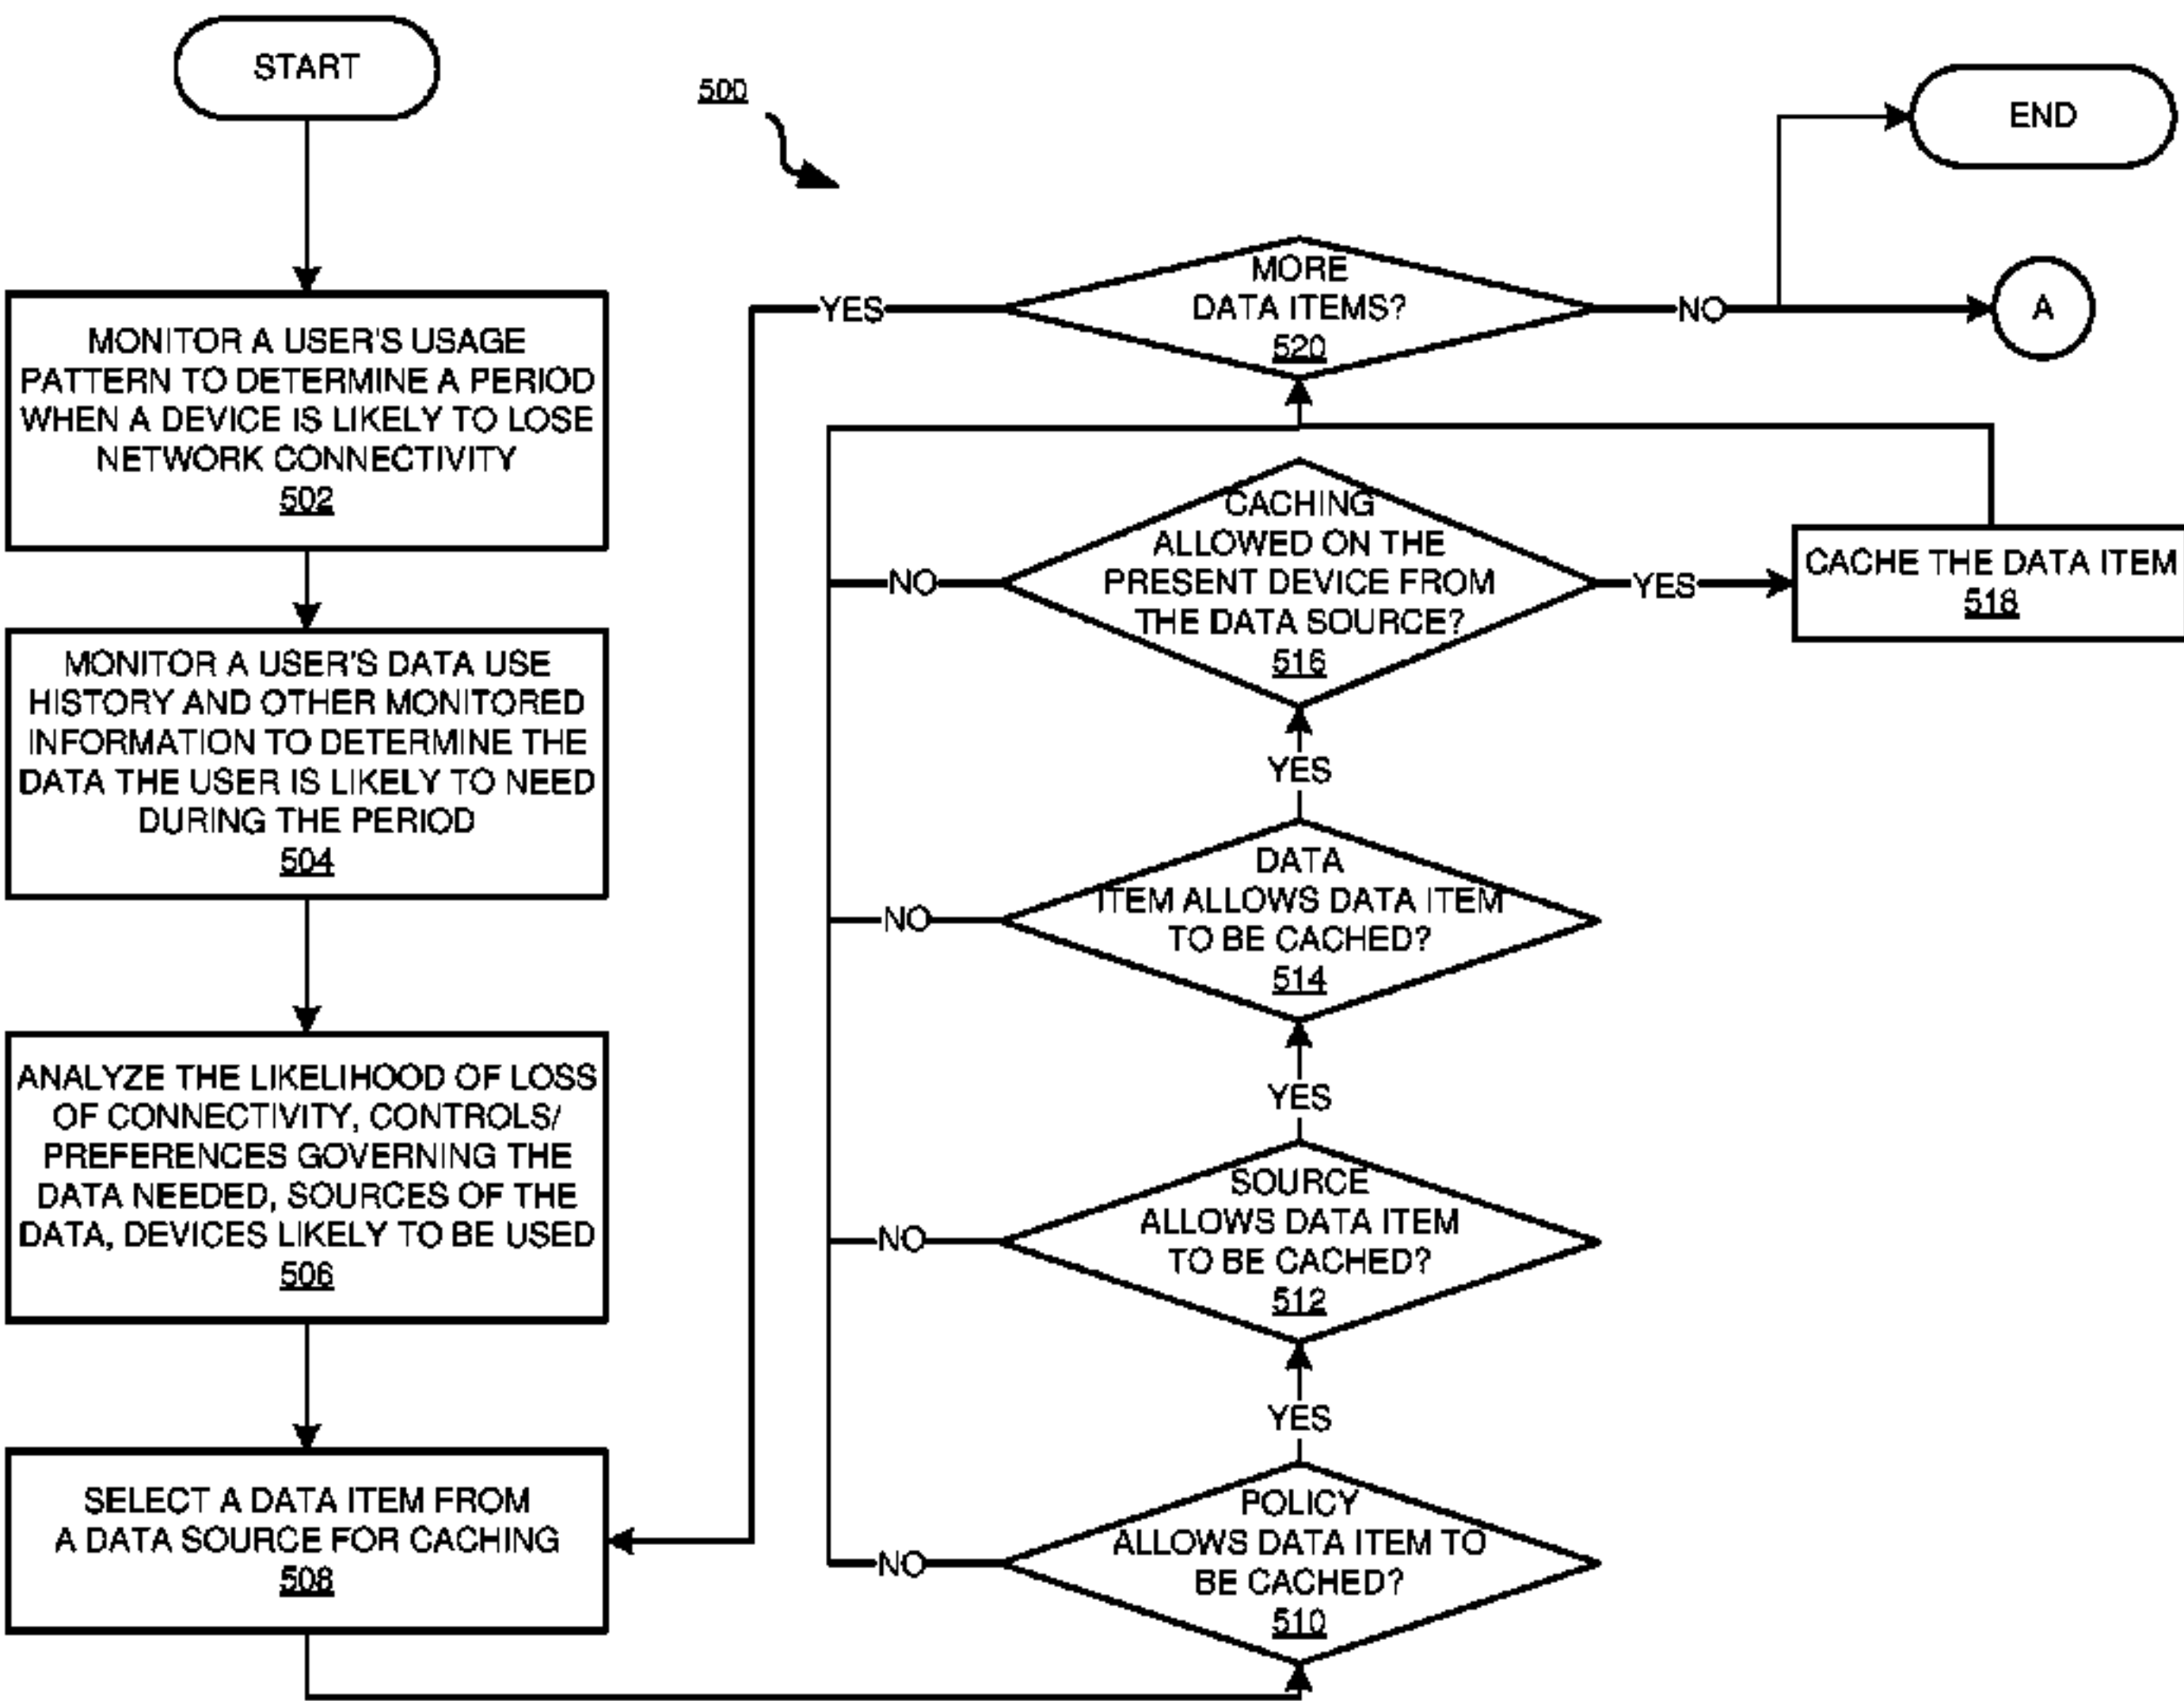 START
MONITOR A USER'S USAGE
PATTERN TO DETERMINE A PERIOD
WHEN A DEVICE IS LIKELY TO LOSE
NETWORK CONNECTIVITY
502
MONITOR A USER'S DATA USE
HISTORY AND OTHER MONITORED
INFORMATION TO DETERMINE THE
DATA THE USER IS LIKELY TO NEED
DURING THE PERIOD
504
ANALYZE THE LIKELIHOOD OF LOSS
OF CONNECTIVITY, CONTROLS/
PREFERENCES GOVERNING THE
DATA NEEDED, SOURCES OF THE
DATA, DEVICES LIKELY TO BE USED
506
SELECT A DATA ITEM FROM
A DATA SOURCE FOR CACHING
508
500
END
MORE
DATA ITEMS?
520
YES
NO
A
CACHING
ALLOWED ON THE
PRESENT DEVICE FROM
THE DATA SOURCE?
516
NO
YES
CACHE THE DATA ITEM
518
YES
DATA
ITEM ALLOWS DATA ITEM
TO BE CACHED?
514
NO
YES
SOURCE
ALLOWS DATA ITEM
TO BE CACHED?
512
NO
YES
POLICY
ALLOWS DATA ITEM TO
BE CACHED?
510
NO